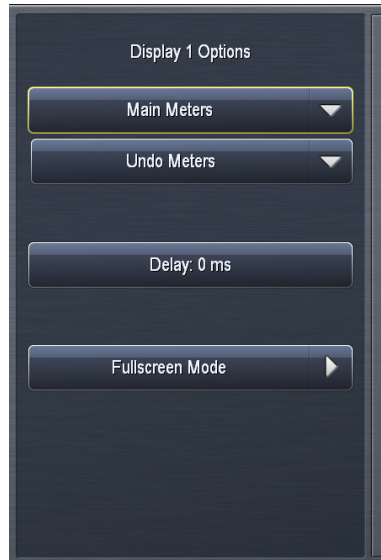 Display 1 Options
Main Meters
Undo Meters
Delay: 0 ms
Fullscreen Mode